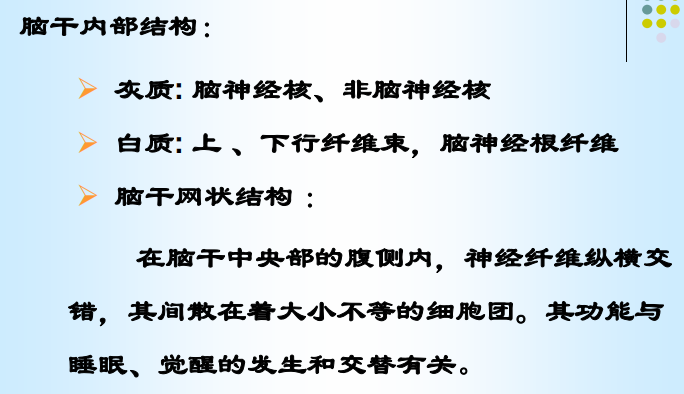 脑干内部结构：
灰质: 脑神经核、非脑神经核
白质: 上 、下行纤维束，脑神经根纤维
脑干网状结构 ：
在脑干中央部的腹侧内，神经纤维纵横交
错，其间散在着大小不等的细胞团。其功能与
睡眠、觉醒的发生和交替有关。